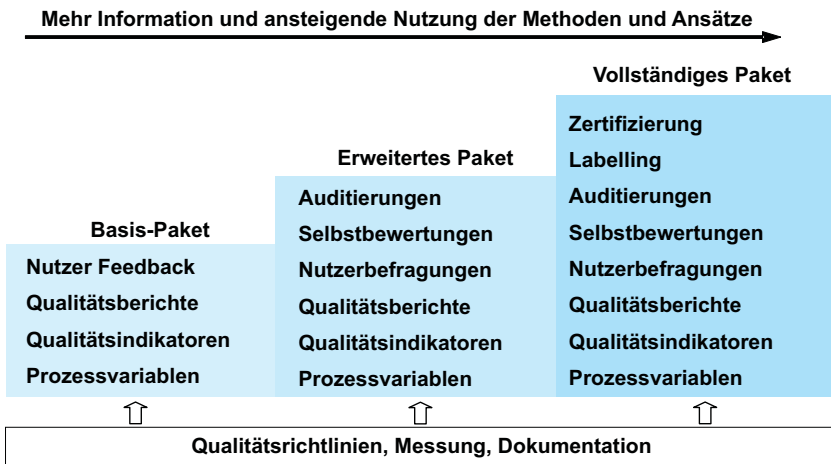 Mehr Information und ansteigende Nutzung der Methoden und Ansätze
Basis-Paket
Nutzer Feedback
Qualitätsberichte
Qualitätsindikatoren
Prozessvariablen
Erweitertes Paket
Auditierungen
Selbstbewertungen
Nutzerbefragungen
Qualitätsberichte
Qualitätsindikatoren
Prozessvariablen
Vollständiges Paket
Zertifizierung
Labelling
Auditierungen
Selbstbewertungen
Nutzerbefragungen
Qualitätsberichte
Qualitätsindikatoren
Prozessvariablen
Qualitätsrichtlinien, Messung, Dokumentation